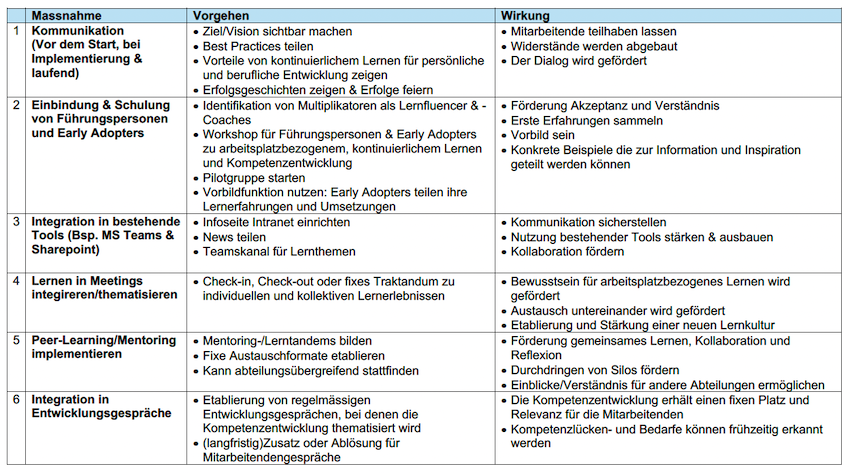 Massnahme Vorgehen Wirkung
1 Kommunikation
(Vor dem Start, bei
Implementierung &
laufend)
• Ziel/Vision sichtbar machen
• Best Practices teilen
• Vorteile von kontinuierlichem Lernen für persönliche
und berufliche Entwicklung zeigen
• Erfolgsgeschichten zeigen & Erfolge feiern
• Mitarbeitende teilhaben lassen
• Widerstände werden abgebaut
• Der Dialog wird gefördert
2 Einbindung & Schulung
von Führungspersonen
und Early Adopters
• Identifkation von Multiplikatoren als Lernfluencer & -
Coaches
• Workshop für Führungspersonen & Early Adopters
zu arbeitsplatzbezogenem, kontinuierlichem Lernen
und Kompetenzentwicklung
• Pilotgruppe starten
• Vorbildfunktion nutzen: Early Adopters teilen ihre
Lernerfahrungen und Umsetzungen
• Förderung Akzeptanz und Verständnis
• Erste Erfahrungen sammeln
• Vorbild sein
• Konkrete Beispiele die zur Information und Inspiration
geteilt werden können
3 Integration in bestehende
Tools (Bsp. MS Teams &
Sharepoint)
• Infoseite Intranet einrichten
• News teilen
• Teamskanal für Lernthemen
• Kommunikation sicherstellen
• Nutzung bestehender Tools stärken & ausbauen
• Kollaboration fördern
4 Lernen in Meetings
integireren/thematisieren
• Check-in, Check-out oder fixes Traktandum zu
individuellen und kollektiven Lernerlebnissen
• Bewusstsein für arbeitsplatzbezogenes Lernen wird
gefördert
• Austausch untereinander wird gefördert
• Etablierung und Stärkung einer neuen Lernkultur
5 Peer-Learning/Mentoring
implementieren
• Mentoring-/Lerntandems bilden
• Fixe Austauschformate etablieren
• Kann abteilungsübergreifend stattfinden
• Förderung gemeinsames Lernen, Kollaboration und
Reflexion
• Durchdringen von Silos fördern
• Einblicke/Verständnis für andere Abteilungen ermöglichen
6 Integration in
Entwicklungsgespräche
• Etablierung von regelmässigen
Entwicklungsgesprächen, bei denen die
Kompetenzentwicklung thematisiert wird
• (langfristig)Zusatz oder Ablösung für
Mitarbeitendengespräche
• Die Kompetenzentwicklung erhält einen fixen Platz und
Relevanz für die Mitarbeitenden
• Kompetenzlücken- und Bedarfe können frühzeitig erkannt
werden